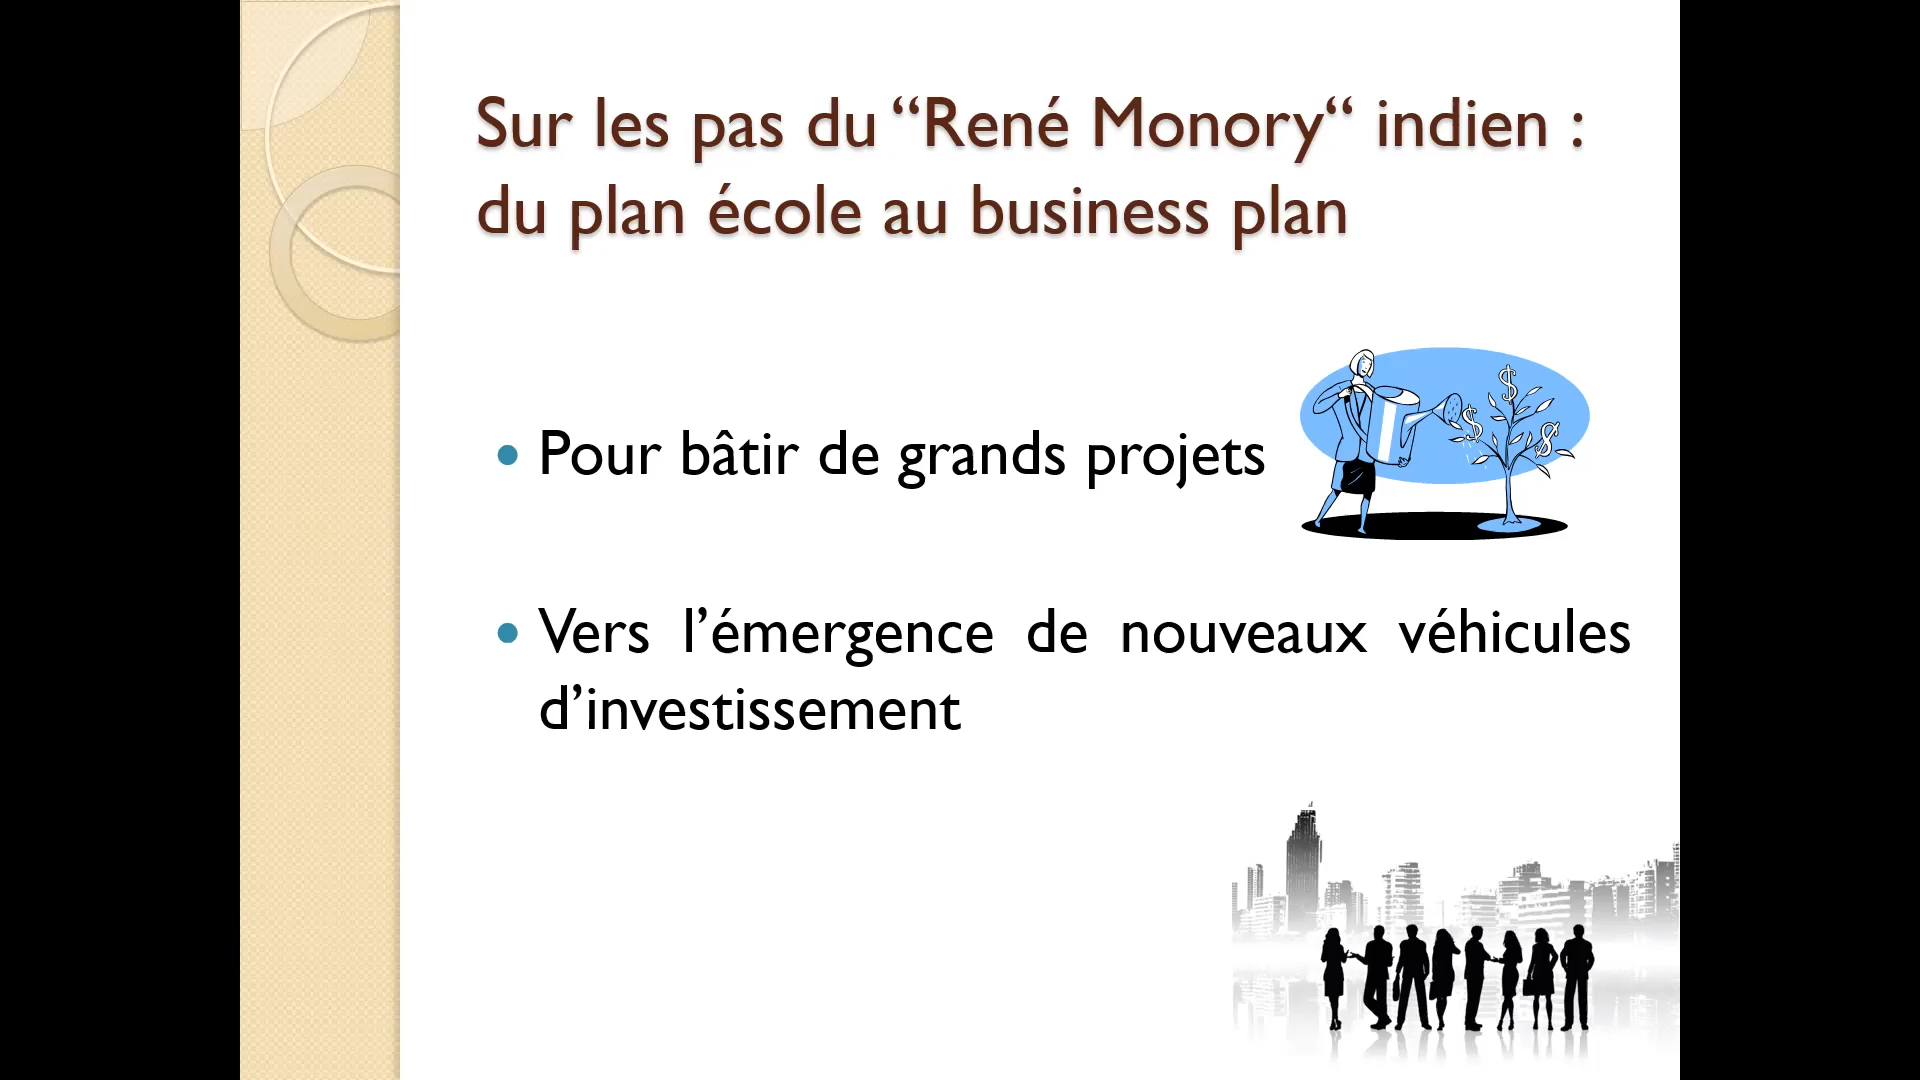 Sur les pas du “René Monory“ indien :
du plan école au business plan
• Pour bâtir de grands projets
• Vers l’émergence de nouveaux véhicules
d’investissement